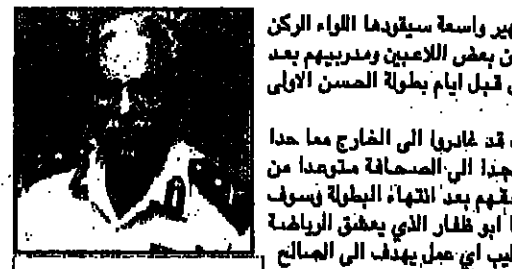 هير واسعة سيقودها اللواء الركن
ن بعض اللاعبين ومدربيهم بعد
قبل ايام بطولة الحسن الاولى
قد غادروا الى الخارج مما حدا
جدا الى الصحافة متوعدا من
قهم بعد انتهاء البطولة وسوف
ا ابو ظفار الذي يعشق الرياضة
اي عمل يهدف الى الصالح